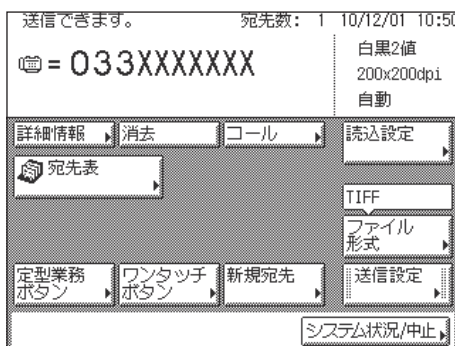 送信できます。 宛先数: 1 10/12/01 10:50
= 033XXXXXXX
白黒2値
200x200dpi
自動
詳細情報 消去 コール 読込設定
宛先表
TIFF
ファイル
形式
定型業務
ボタン
ワンタッチ
ボタン
新規宛先
送信設定
システム状況/中止